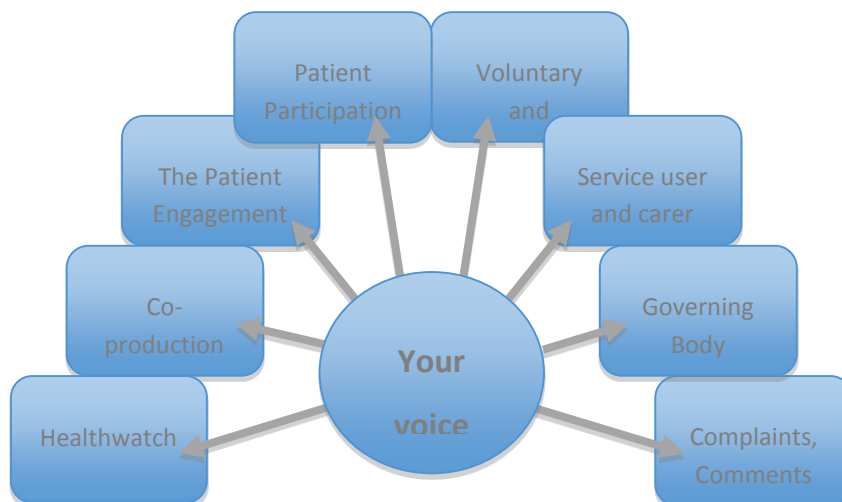 Patient
Participation
Voluntary
and
The Patient
Engagement
Service user
and carer
Co-
production
Governing
Body
Your
voice
Healthwatch
Complaints,
Comments